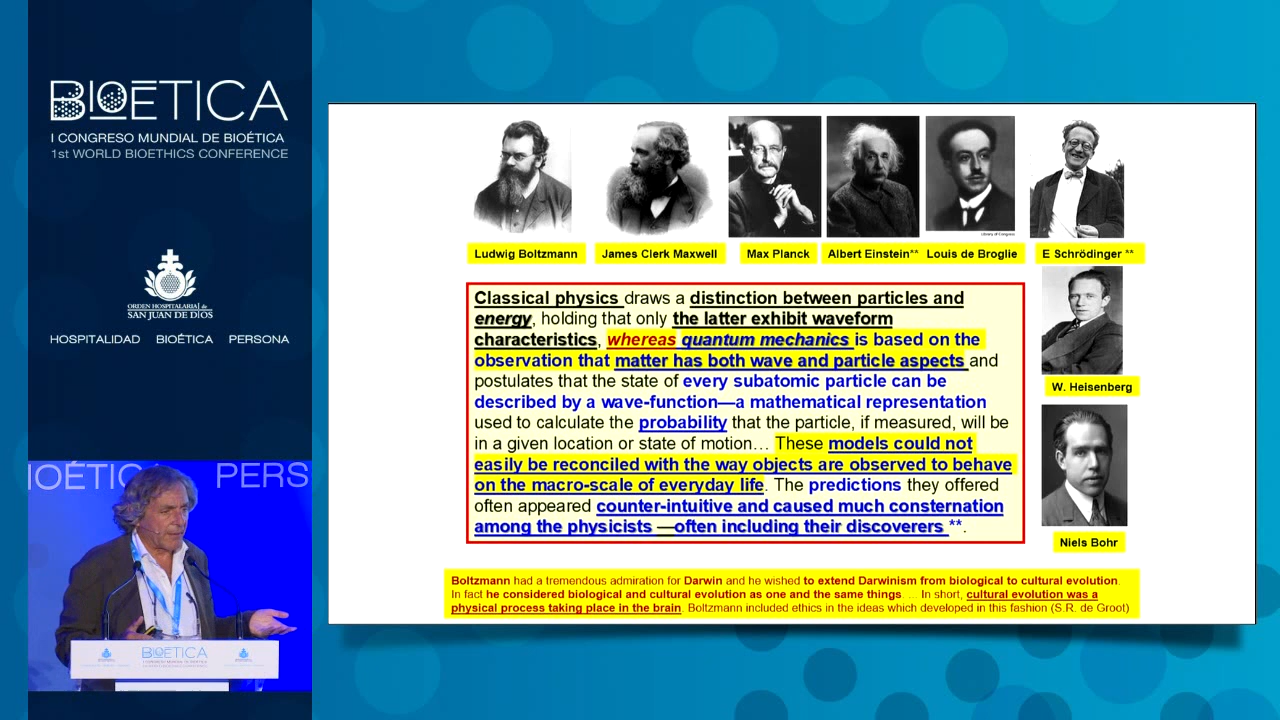 BIOETICA
I CONGRESO MUNDIAL DE BIOÉTICA
1st WORLD BIOETHICS CONFERENCE
ORDEN HOSPITALARIA de
SAN JUAN DE DIOS
HOSPITALIDAD BIOÉTICA PERSONA
IOÉTIC PERS
BIOETICA
Library of Congress
Ludwig Boltzmann
James Clerk Maxwell
Max Planck
Albert Einstein**
Louis de Broglie
E Schrödinger **
W. Heisenberg
Niels Bohr
Classical physics draws a distinction between particles and
energy, holding that only the latter exhibit waveform
characteristics, whereas quantum mechanics is based on the
observation that matter has both wave and particle aspects and
postulates that the state of every subatomic particle can be
described by a wave-function—a mathematical representation
used to calculate the probability that the particle, if measured, will be
in a given location or state of motion… These models could not
easily be reconciled with the way objects are observed to behave
on the macro-scale of everyday life. The predictions they offered
often appeared counter-intuitive and caused much consternation
among the physicists —often including their discoverers **.
Boltzmann had a tremendous admiration for Darwin and he wished to extend Darwinism from biological to cultural evolution.
In fact he considered biological and cultural evolution as one and the same things. ... In short, cultural evolution was a
physical process taking place in the brain. Boltzmann included ethics in the ideas which developed in this fashion (S.R. de Groot)